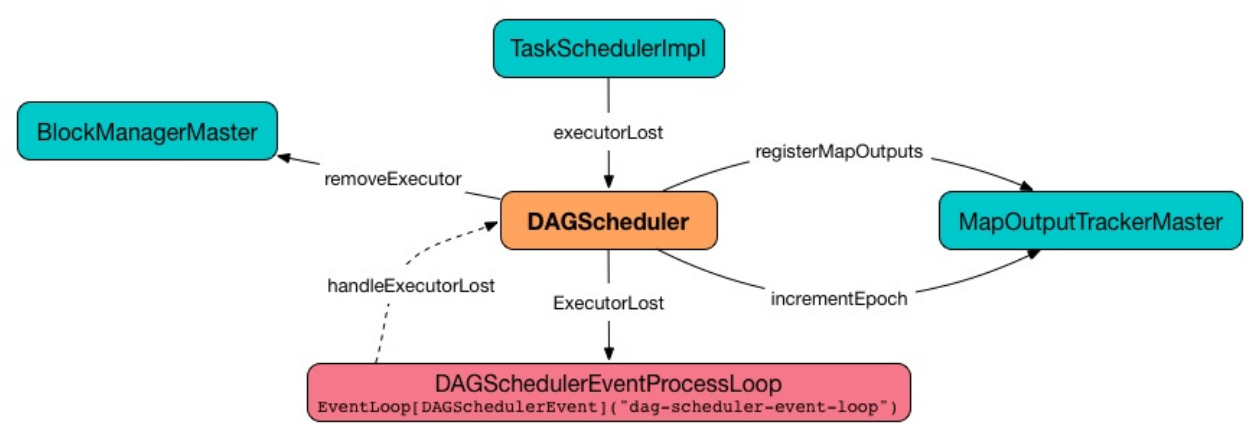 TaskSchedulerImpl
BlockManagerMaster
executorLost
registerMapOutputs
removeExecutor
DAGScheduler
MapOutputTrackerMaster
handleExecutorLost
ExecutorLost
incrementEpoch
DAGSchedulerEventProcessLoop
EventLoop[DAGSchedulerEvent]("dag-scheduler-event-loop")